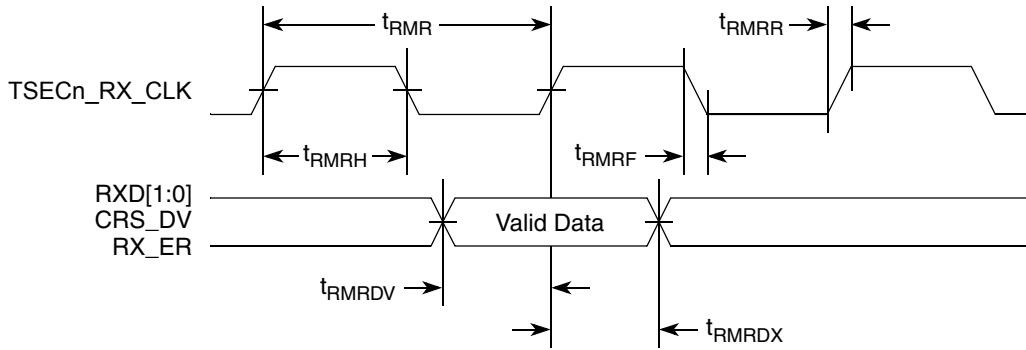 tRMR
tRMRR
TSECn_RX_CLK
tRMRH
tRMRF
RXD[1:0]
CRS_DV
Valid Data
RX_ER
tRMRDV
tRMRDX